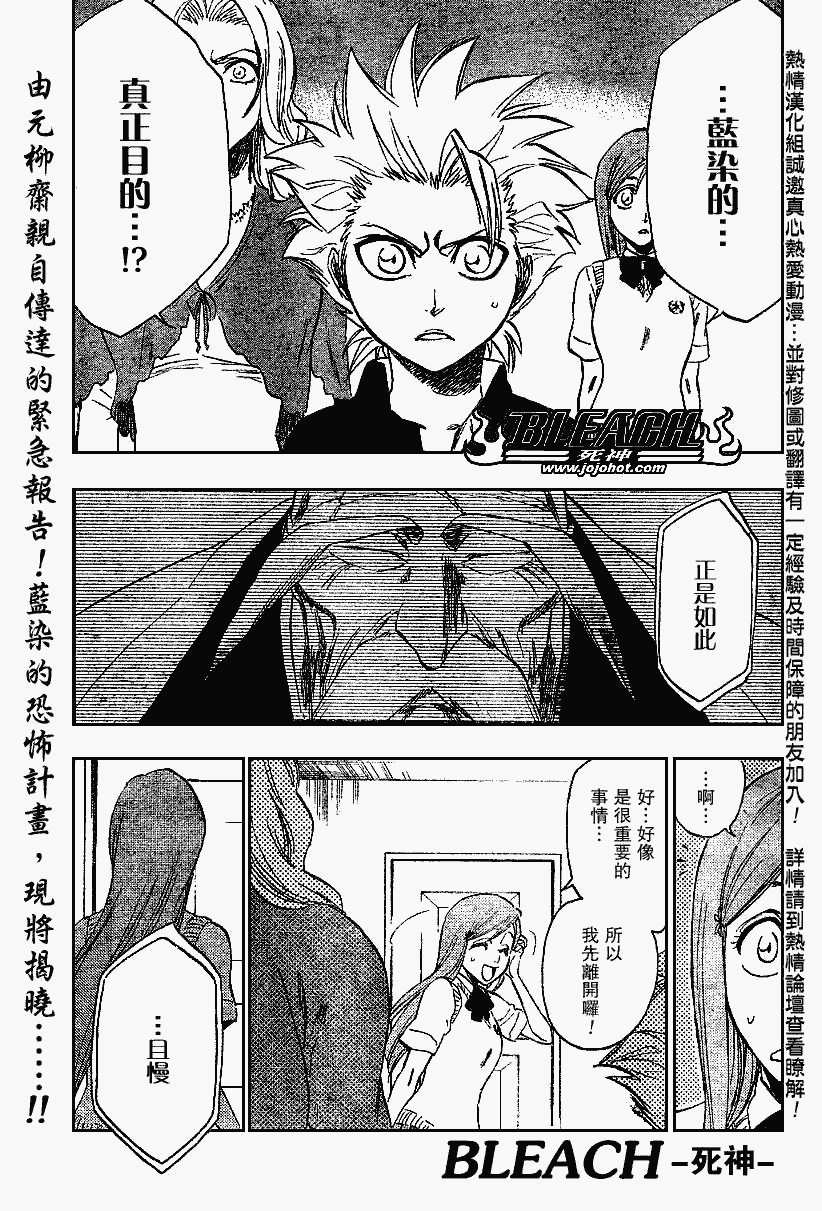 熱情漢化組誠邀真心熱愛動漫…並對修圖或翻譯有一定經驗及時間保障的朋友加入！　詳情請到熱情論壇查看瞭解！
…藍染的…
真正目的…!?
BLEACH
死神
www.jojohot.com
正是如此
…啊…
好…好像
是很重要的
事情…
所以
我先離開囉！
…且慢
由元柳齋親自傳達的緊急報告！藍染的恐怖計畫，現將揭曉……!!
BLEACH -死神-